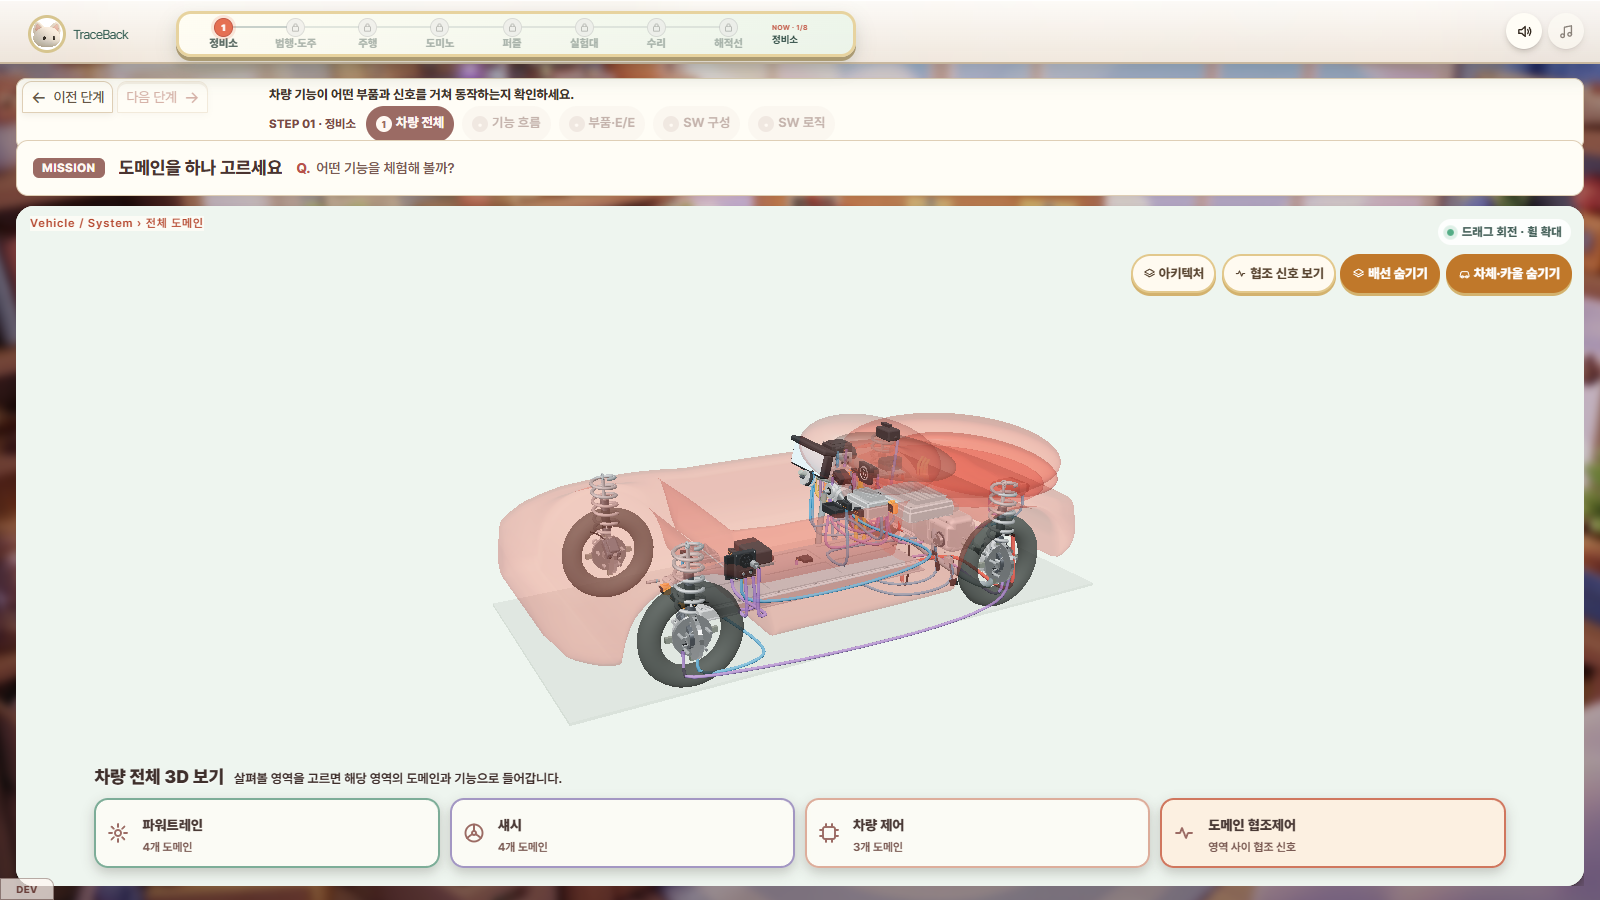 TraceBack
1
정비소
범행·도주
주행
도미노
퍼즐
실험대
수리
해적선
NOW · 1/8
정비소
← 이전 단계
다음 단계 →
차량 기능이 어떤 부품과 신호를 거쳐 동작하는지 확인하세요.
STEP 01 · 정비소
1 차량 전체
기능 흐름
부품·E/E
SW 구성
SW 로직
MISSION
도메인을 하나 고르세요
Q. 어떤 기능을 체험해 볼까?
Vehicle / System › 전체 도메인
드래그 회전 · 휠 확대
아키텍처
협조 신호 보기
배선 숨기기
차체·카울 숨기기
차량 전체 3D 보기
살펴볼 영역을 고르면 해당 영역의 도메인과 기능으로 들어갑니다.
파워트레인
4개 도메인
섀시
4개 도메인
차량 제어
3개 도메인
도메인 협조제어
영역 사이 협조 신호
DEV